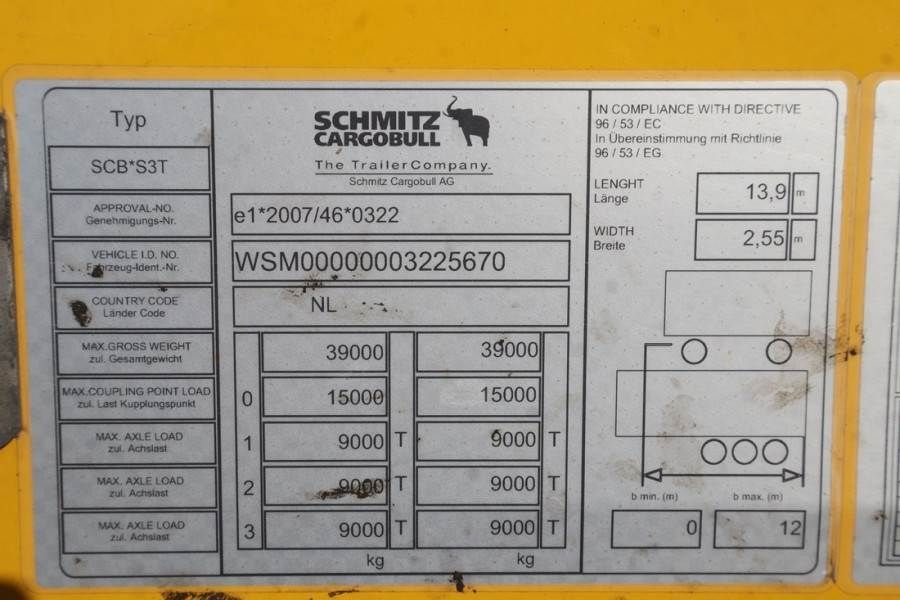 Typ
SCB*S3T
APPROVAL-NO.
Genehmigungs-Nr.
VEHICLE I.D. NO.
Fahrzeug-Ident.-Nr.
COUNTRY CODE
Länder Code
MAX.GROSS WEIGHT
zul. Gesamtgewicht
MAX.COUPLING POINT LOAD
zul. Last Kupplungspunkt
MAX. AXLE LOAD
zul. Achslast
MAX. AXLE LOAD
zul. Achslast
MAX. AXLE LOAD
zul. Achslast
SCHMITZ
CARGOBULL
The Trailer Company.
Schmitz Cargobull AG
e1*2007/46*0322
WSM00000003225670
NL
39000 39000
0 15000 15000
1 9000 T 9000 T
2 9000 T 9000 T
3 9000 T 9000 T
kg kg
IN COMPLIANCE WITH DIRECTIVE
96 / 53 / EC
In Übereinstimmung mit Richtlinie
96 / 53 / EG
LENGHT
Länge
13,9 m
WIDTH
Breite
2,55 m
b min. (m) b max. (m)
0 12